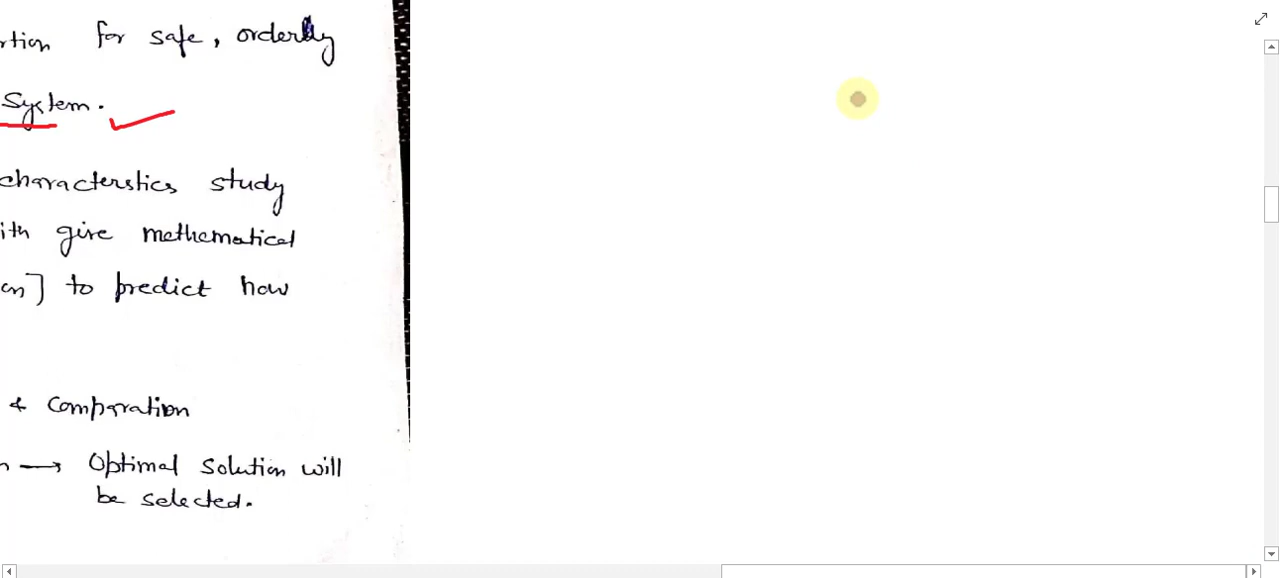 rtion for safe, orderly
System.
characterstics study
ith give methematical
on] to predict how
& Comparation
n → Optimal solution will
be selected.